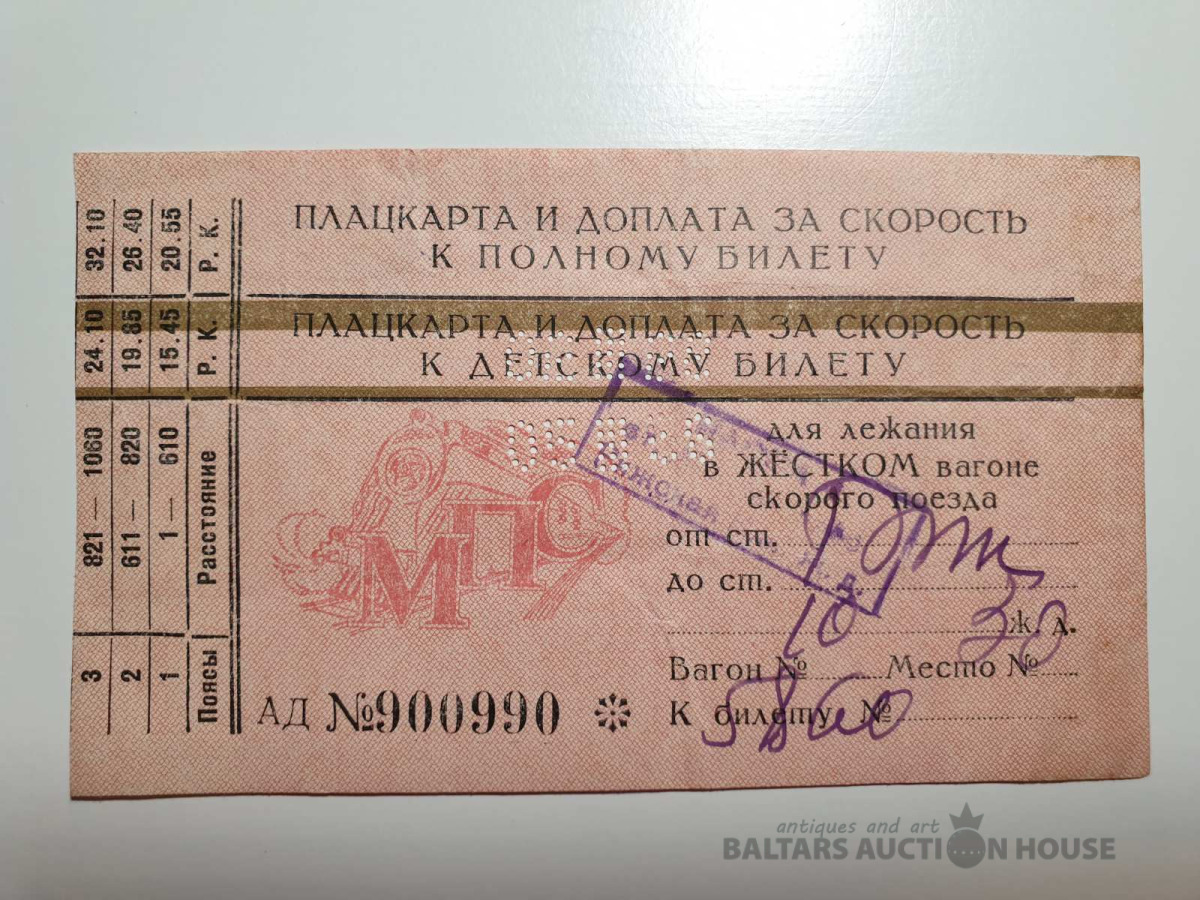 ПЛАЦКАРТА И ДОПЛАТА ЗА СКОРОСТЬ
К ПОЛНОМУ БИЛЕТУ
ПЛАЦКАРТА И ДОПЛАТА ЗА СКОРОСТЬ
К ДЕТСКОМУ БИЛЕТУ
для лежания
в ЖЁСТКОМ вагоне
скорого поезда
от ст.
до ст.
ж. д.
Вагон № 10 Место № 30
К билету №
МПС
АД №900990
Поясы Расстояние Р. К. Р. К.
1 1 — 610 15.45 20.55
2 611 — 820 19.85 26.40
3 821 — 1060 24.10 32.10
antiques and art
BALTARS AUCTION HOUSE